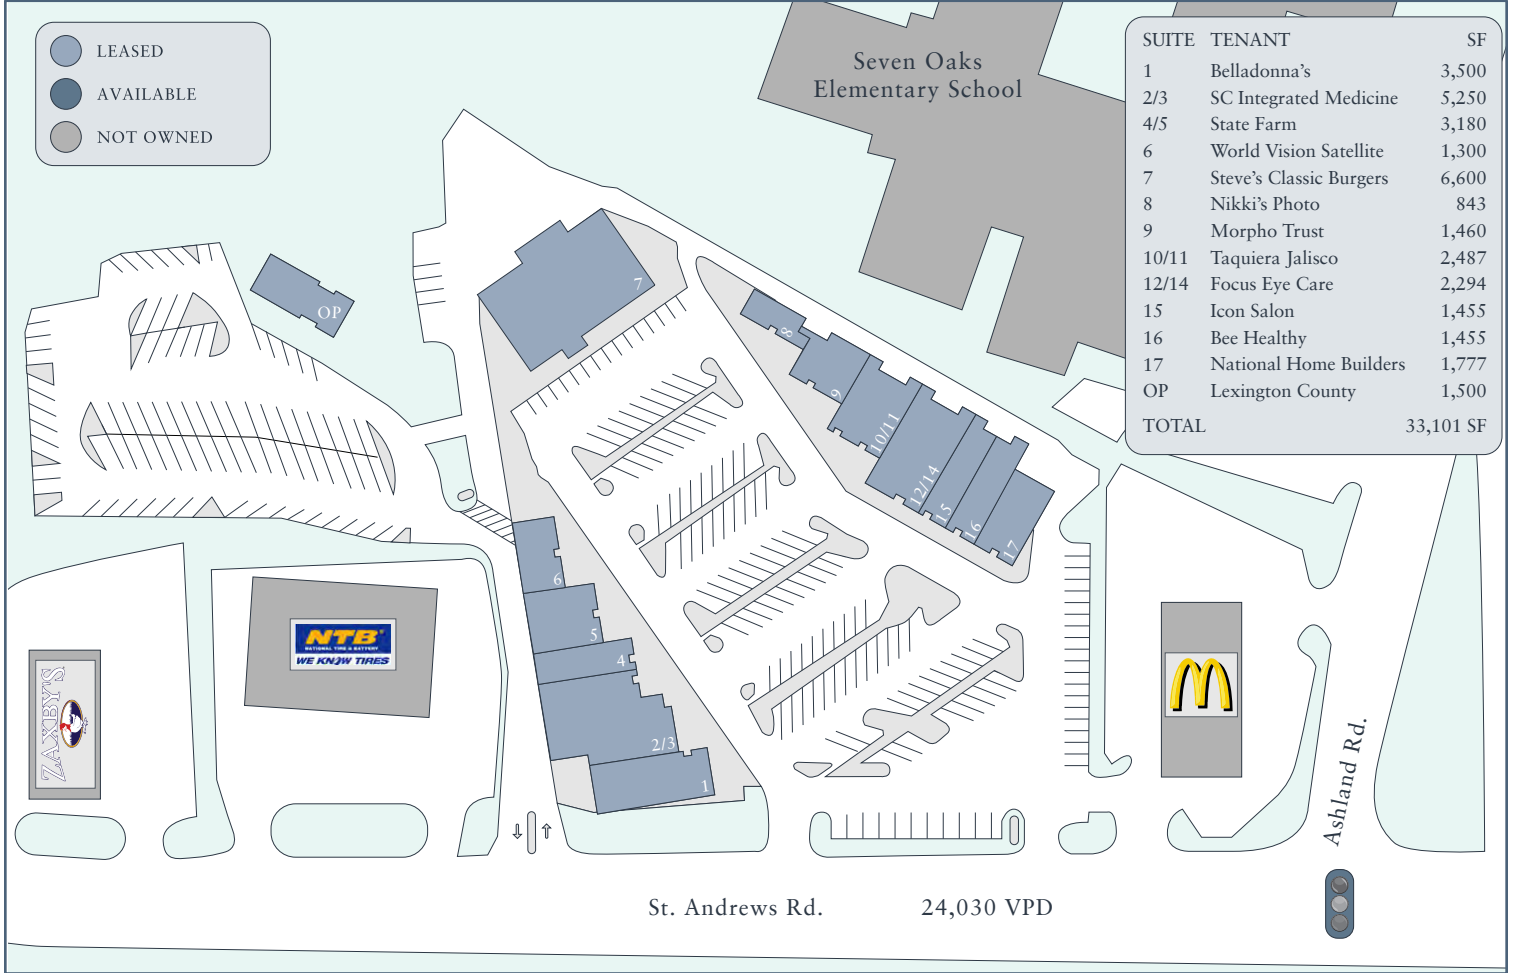 LEASED
AVAILABLE
NOT OWNED
Seven Oaks
Elementary School
SUITE TENANT SF
1 Belladonna’s 3,500
2/3 SC Integrated Medicine 5,250
4/5 State Farm 3,180
6 World Vision Satellite 1,300
7 Steve’s Classic Burgers 6,600
8 Nikki’s Photo 843
9 Morpho Trust 1,460
10/11 Taquiera Jalisco 2,487
12/14 Focus Eye Care 2,294
15 Icon Salon 1,455
16 Bee Healthy 1,455
17 National Home Builders 1,777
OP Lexington County 1,500
TOTAL 33,101 SF
OP
7
8
9
10/11
12/14
15
16
17
6
5
4
2/3
1
NTB
NATIONAL TIRE & BATTERY
WE KNOW TIRES
ZAXBY'S
Ashland Rd.
St. Andrews Rd. 24,030 VPD